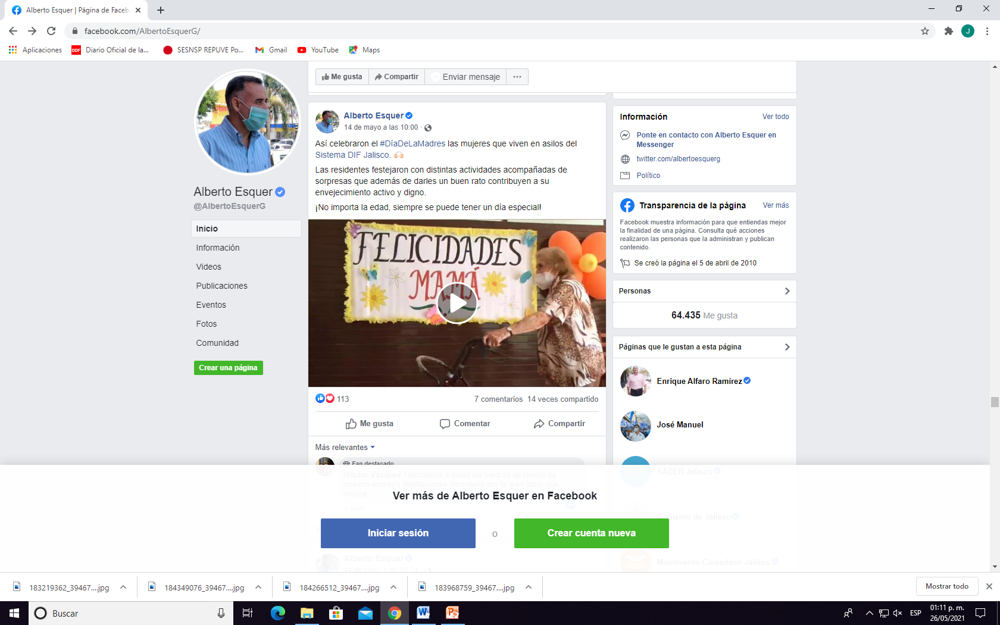 Alberto Esquer | Página de Faceb
facebook.com/AlbertoEsquerG/
J
Aplicaciones
DOF Diario Oficial de la...
SESNSP REPUVE Po...
Gmail
YouTube
Maps
Me gusta
Compartir
Enviar mensaje
Alberto Esquer
@AlbertoEsquerG
Inicio
Información
Videos
Publicaciones
Eventos
Fotos
Comunidad
Crear una página
Alberto Esquer
14 de mayo a las 10:00 ·
Así celebraron el #DíaDeLaMadres las mujeres que viven en asilos del
Sistema DIF Jalisco.
Las residentes festejaron con distintas actividades acompañadas de
sorpresas que además de darles un buen rato contribuyen a su
envejecimiento activo y digno.
¡No importa la edad, siempre se puede tener un día especial!
FELICIDADES
MAMÁ
113
7 comentarios 14 veces compartido
Me gusta
Comentar
Compartir
Más relevantes
Fan destacado
Héctor Vázquez Felicidades a todas las madres de familia de
nuestro estado y felicitaciones Secretario por la gran labor que
realiza
1 sem
Alberto Esquer
14 de mayo a las 07:54 ·
Información
Ver todo
Ponte en contacto con Alberto Esquer en
Messenger
twitter.com/albertoesquerg
Político
Transparencia de la página
Ver más
Facebook muestra información para que entiendas mejor
la finalidad de una página. Consulta qué acciones
realizaron las personas que la administran y publican
contenido.
Se creó la página el 5 de abril de 2010
Personas
64.435 Me gusta
Páginas que le gustan a esta página
Enrique Alfaro Ramírez
José Manuel
SADER Jalisco
Gobierno de Jalisco
Movimiento Ciudadano Jalisco
Ver más de Alberto Esquer en Facebook
Iniciar sesión
o
Crear cuenta nueva
183219362_39467....jpg
184349076_39467....jpg
184266512_39467....jpg
183968759_39467....jpg
Mostrar todo
Buscar
ESP
01:11 p. m.
26/05/2021